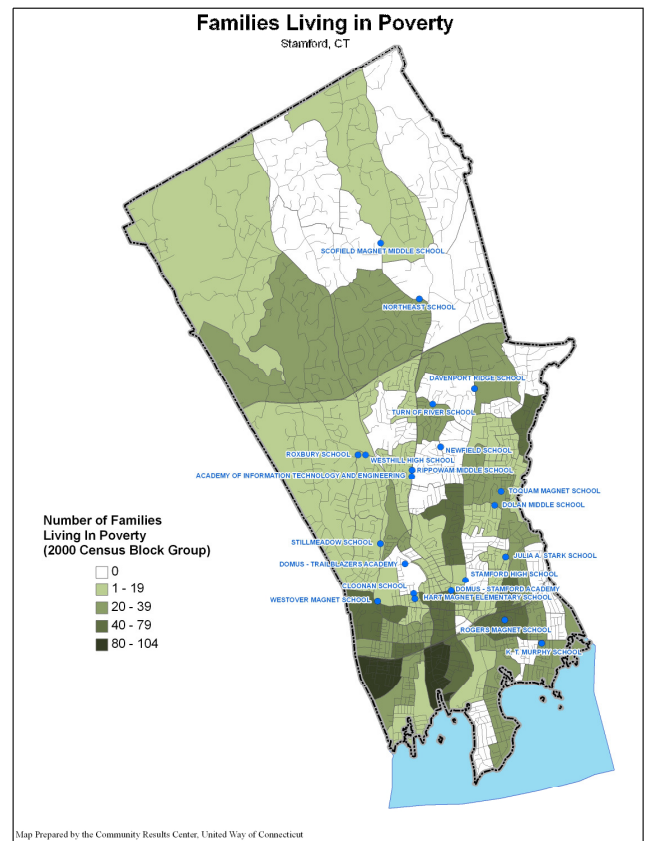 Families Living in Poverty
Stamford, CT
SCOFIELD MAGNET MIDDLE SCHOOL
NORTHEAST SCHOOL
DAVENPORT RIDGE SCHOOL
TURN OF RIVER SCHOOL
NEWFIELD SCHOOL
ROXBURY SCHOOL
WESTHILL HIGH SCHOOL
RIPPOWAM MIDDLE SCHOOL
ACADEMY OF INFORMATION TECHNOLOGY AND ENGINEERING
TOQUAM MAGNET SCHOOL
DOLAN MIDDLE SCHOOL
STILLMEADOW SCHOOL
JULIA A. STARK SCHOOL
DOMUS - TRAILBLAZERS ACADEMY
STAMFORD HIGH SCHOOL
CLOONAN SCHOOL
DOMUS - STAMFORD ACADEMY
HART MAGNET ELEMENTARY SCHOOL
WESTOVER MAGNET SCHOOL
ROGERS MAGNET SCHOOL
K. T. MURPHY SCHOOL
Number of Families
Living In Poverty
(2000 Census Block Group)
0
1 - 19
20 - 39
40 - 79
80 - 104
Map Prepared by the Community Results Center, United Way of Connecticut